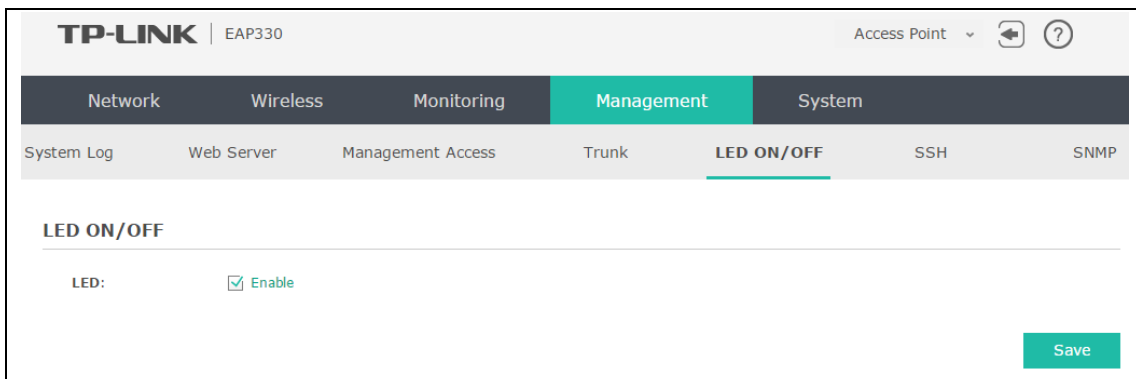 TP-LINK | EAP330 Access Point ?
Network Wireless Monitoring Management System
System Log Web Server Management Access Trunk LED ON/OFF SSH SNMP
LED ON/OFF
LED: Enable
Save